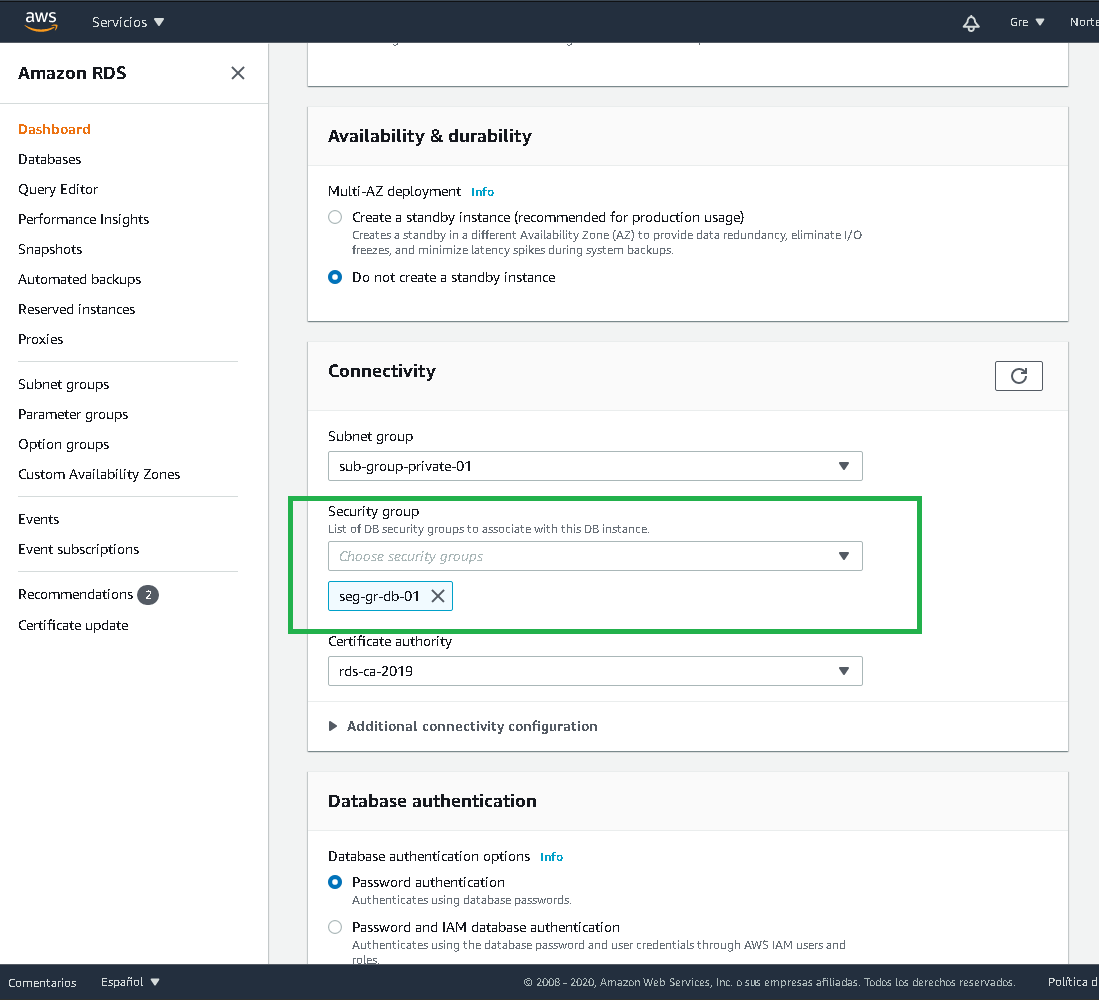 aws
Servicios
Gre
Norte
Amazon RDS
Dashboard
Databases
Query Editor
Performance Insights
Snapshots
Automated backups
Reserved instances
Proxies
Subnet groups
Parameter groups
Option groups
Custom Availability Zones
Events
Event subscriptions
Recommendations 2
Certificate update
Availability & durability
Multi-AZ deployment Info
Create a standby instance (recommended for production usage)
Creates a standby in a different Availability Zone (AZ) to provide data redundancy, eliminate I/O
freezes, and minimize latency spikes during system backups.
Do not create a standby instance
Connectivity
Subnet group
sub-group-private-01
Security group
List of DB security groups to associate with this DB instance.
Choose security groups
seg-gr-db-01
Certificate authority
rds-ca-2019
Additional connectivity configuration
Database authentication
Database authentication options Info
Password authentication
Authenticates using database passwords.
Password and IAM database authentication
Authenticates using the database password and user credentials through AWS IAM users and
roles.
Comentarios
Español
© 2008 - 2020, Amazon Web Services, Inc. o sus empresas afiliadas. Todos los derechos reservados.
Política d